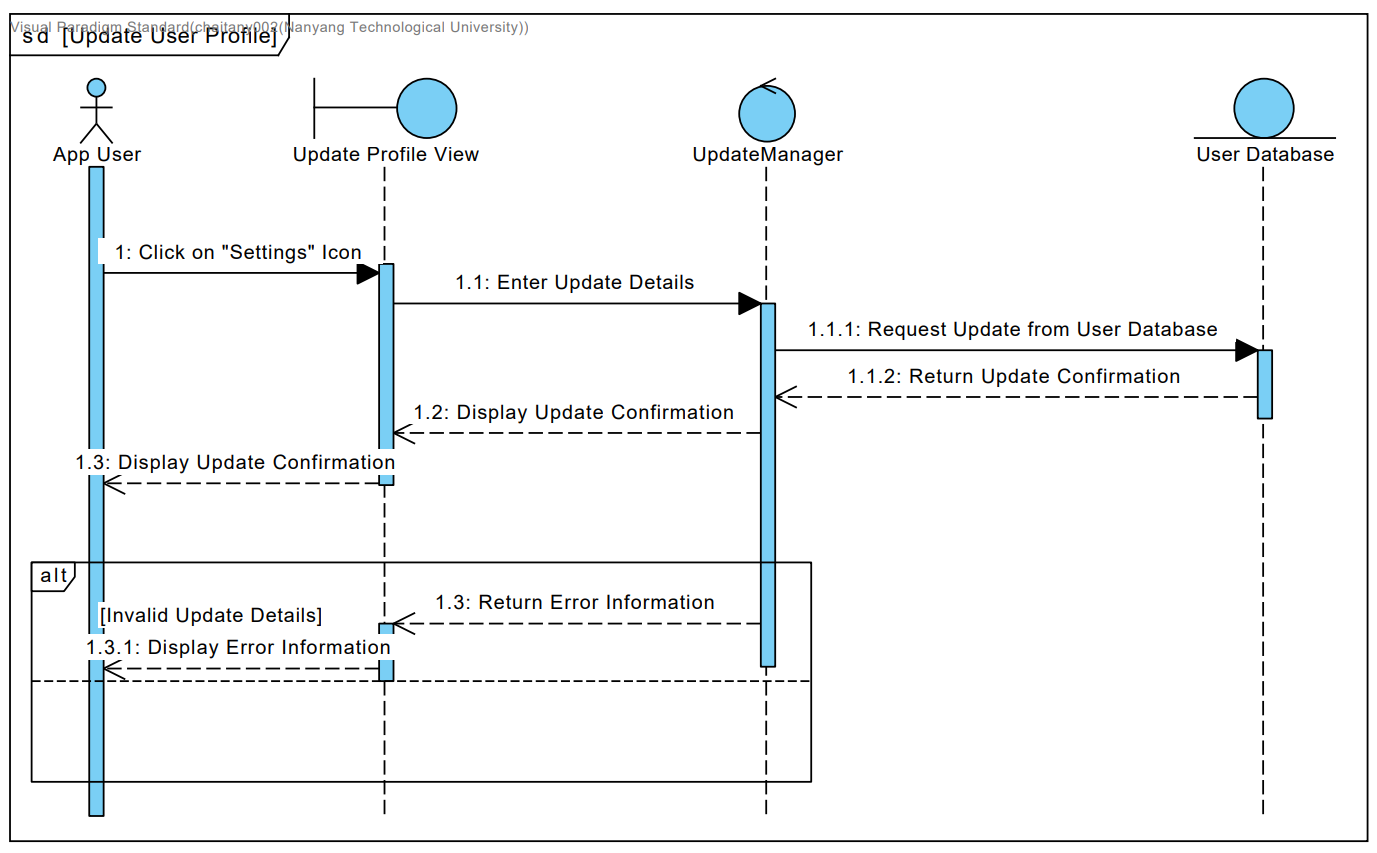 Visual Paradigm Standard(chaitany002(Nanyang Technological University))
sd [Update User Profile]
App User
Update Profile View
UpdateManager
User Database
1: Click on "Settings" Icon
1.1: Enter Update Details
1.1.1: Request Update from User Database
1.1.2: Return Update Confirmation
1.2: Display Update Confirmation
1.3: Display Update Confirmation
alt
1.3: Return Error Information
[Invalid Update Details]
1.3.1: Display Error Information